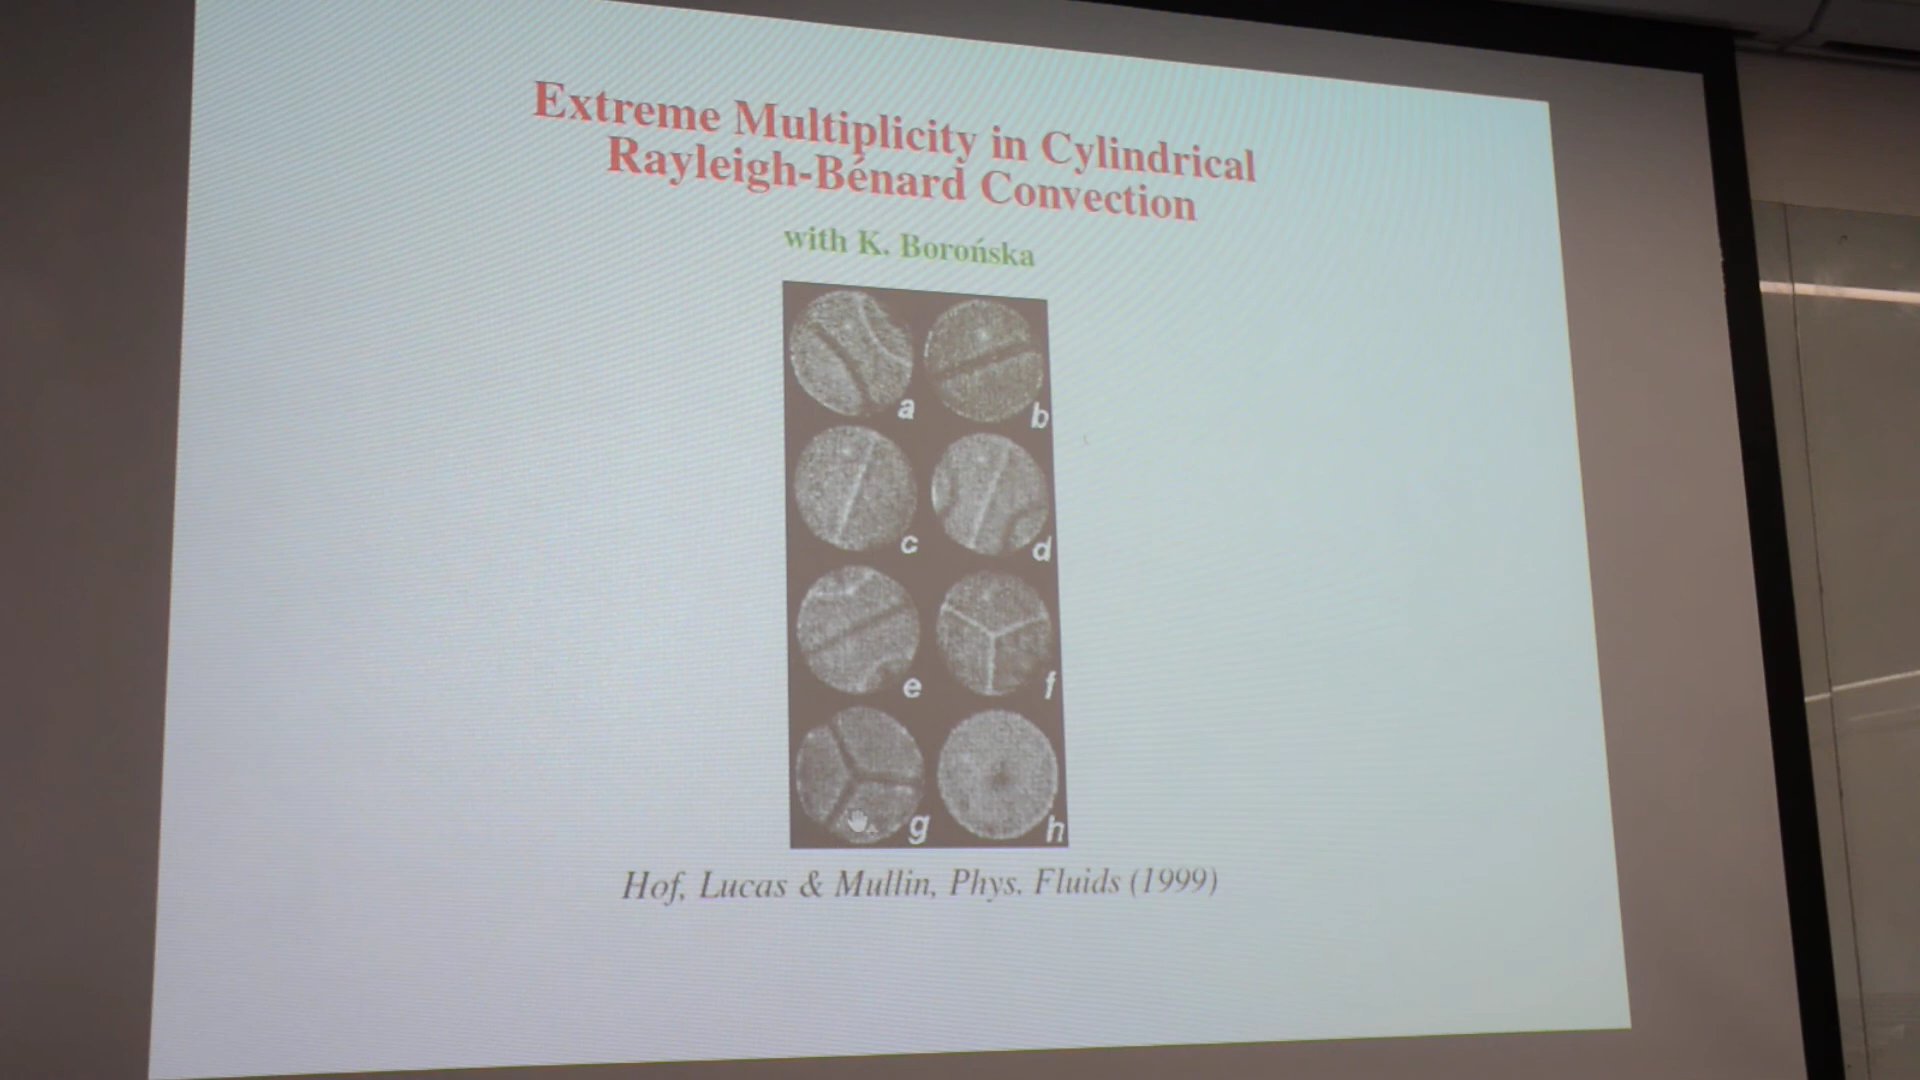 Extreme Multiplicity in Cylindrical
Rayleigh-Bénard Convection
with K. Borońska
a
b
c
d
e
f
g
h
Hof, Lucas & Mullin, Phys. Fluids (1999)